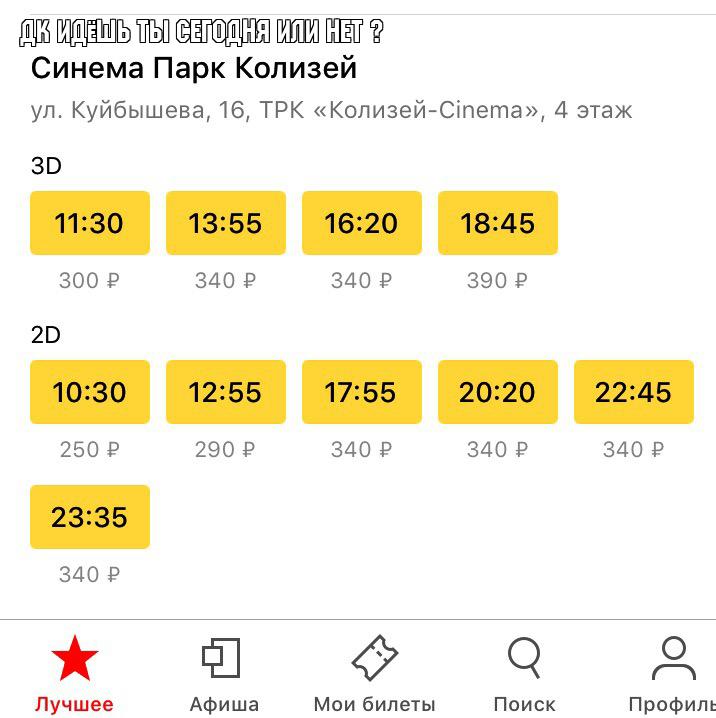 ДК ИДЁШЬ ТЫ СЕГОДНЯ ИЛИ НЕТ ?
Синема Парк Колизей
ул. Куйбышева, 16, ТРК «Колизей-Cinema», 4 этаж
3D
11:30 13:55 16:20 18:45
300 ₽ 340 ₽ 340 ₽ 390 ₽
2D
10:30 12:55 17:55 20:20 22:45
250 ₽ 290 ₽ 340 ₽ 340 ₽ 340 ₽
23:35
340 ₽
Лучшее Афиша Мои билеты Поиск Профиль